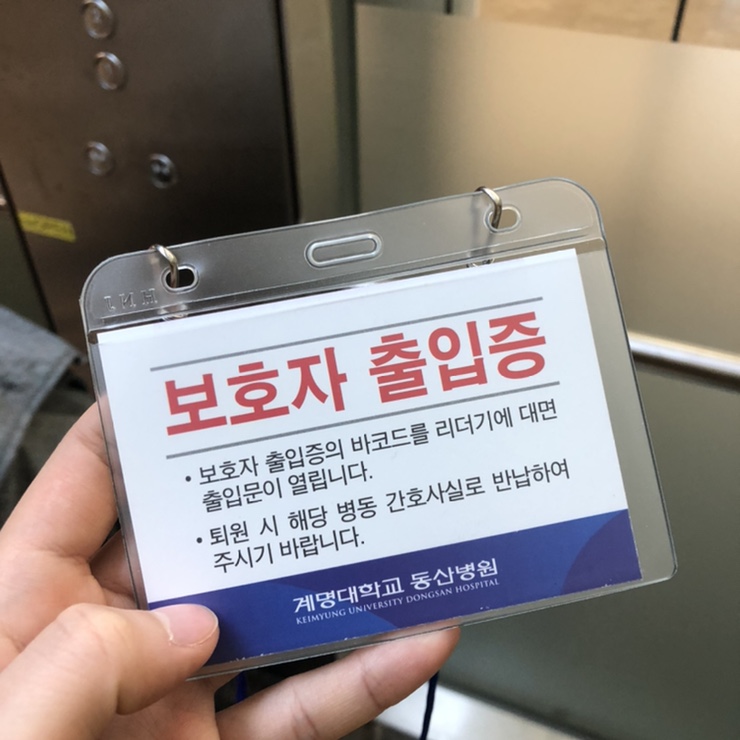 보호자 출입증
• 보호자 출입증의 바코드를 리더기에 대면
출입문이 열립니다.
• 퇴원 시 해당 병동 간호사실로 반납하여
주시기 바랍니다.
계명대학교 동산병원
KEIMYUNG UNIVERSITY DONGSAN HOSPITAL